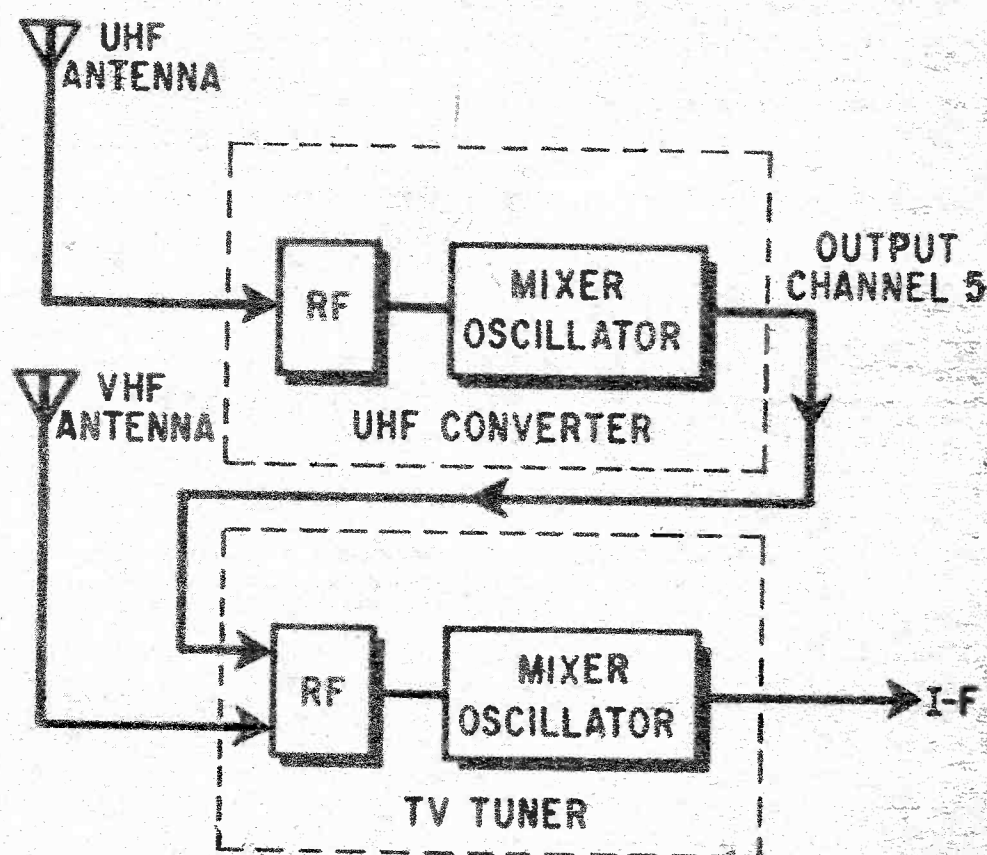 UHF
ANTENNA
RF
MIXER
OSCILLATOR
OUTPUT
CHANNEL 5
UHF CONVERTER
VHF
ANTENNA
RF
MIXER
OSCILLATOR
I-F
TV TUNER